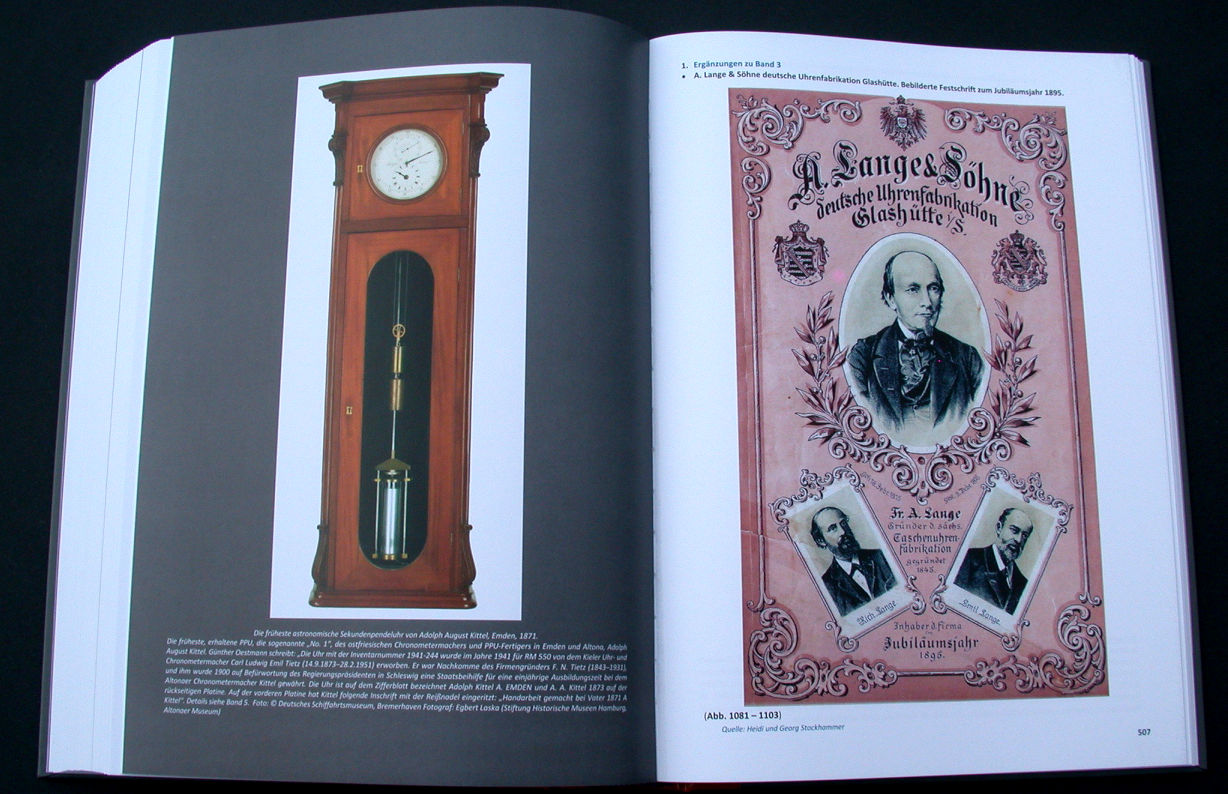 Die früheste astronomische Sekundenpendeluhr von Adolph August Kittel, Emden, 1871.
Die früheste, erhaltene PPU, die sogenannte „No. 1“, des ostfriesischen Chronometermachers und PPU-Fertigers in Emden und Altona, Adolph
August Kittel. Günther Oestmann schreibt: „Die Uhr mit der Inventarnummer 1941-244 wurde im Jahre 1941 für RM 550 von dem Kieler Uhr- und
Chronometermacher Carl Ludwig Emil Tietz (14.9.1873–28.2.1951) erworben. Er war Nachkomme des Firmengründers F. N. Tietz (1843–1931),
und ihm wurde 1900 auf Befürwortung des Regierungspräsidenten in Schleswig eine Staatsbeihilfe für eine einjährige Ausbildungszeit bei dem
Altonaer Chronometermacher Kittel gewährt. Die Uhr ist auf dem Zifferblatt bezeichnet Adolph Kittel A. EMDEN und A. A. Kittel 1873 auf der
rückseitigen Platine. Auf der vorderen Platine hat Kittel folgende Inschrift mit der Reißnadel eingeritzt: „Handarbeit gemacht bei Vater 1871 A
Kittel“. Details siehe Band 5. Foto: © Deutsches Schiffahrtsmuseum, Bremerhaven Fotograf: Egbert Laska (Stiftung Historische Museen Hamburg,
Altonaer Museum)
1. Ergänzungen zu Band 3
• A. Lange & Söhne deutsche Uhrenfabrikation Glashütte. Bebilderte Festschrift zum Jubiläumsjahr 1895.
A. Lange & Söhne
deutsche Uhrenfabrikation
Glashütte i/S.
Fr. A. Lange
Gründer d. sächs.
Taschenuhren-
fabrikation
gegründet
1845.
Rich. Lange
Emil Lange
Inhaber d. firma
Jubiläumsjahr
1895.
(Abb. 1081 – 1103)
Quelle: Heidi und Georg Stockhammer
507